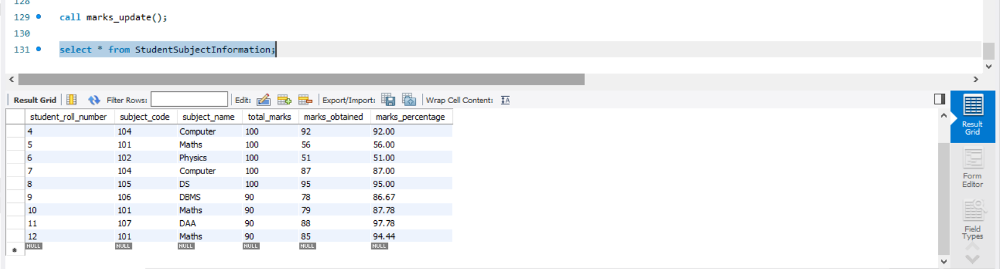 128
129 call marks_update();
130
131 select * from StudentSubjectInformation;
Result Grid Filter Rows: Edit: Export/Import: Wrap Cell Content:
student_roll_number subject_code subject_name total_marks marks_obtained marks_percentage
4 104 Computer 100 92 92.00
5 101 Maths 100 56 56.00
6 102 Physics 100 51 51.00
7 104 Computer 100 87 87.00
8 105 DS 100 95 95.00
9 106 DBMS 90 78 86.67
10 101 Maths 90 79 87.78
11 107 DAA 90 88 97.78
12 101 Maths 90 85 94.44
* NULL NULL NULL NULL NULL NULL
Result
Grid
Form
Editor
Field
Types